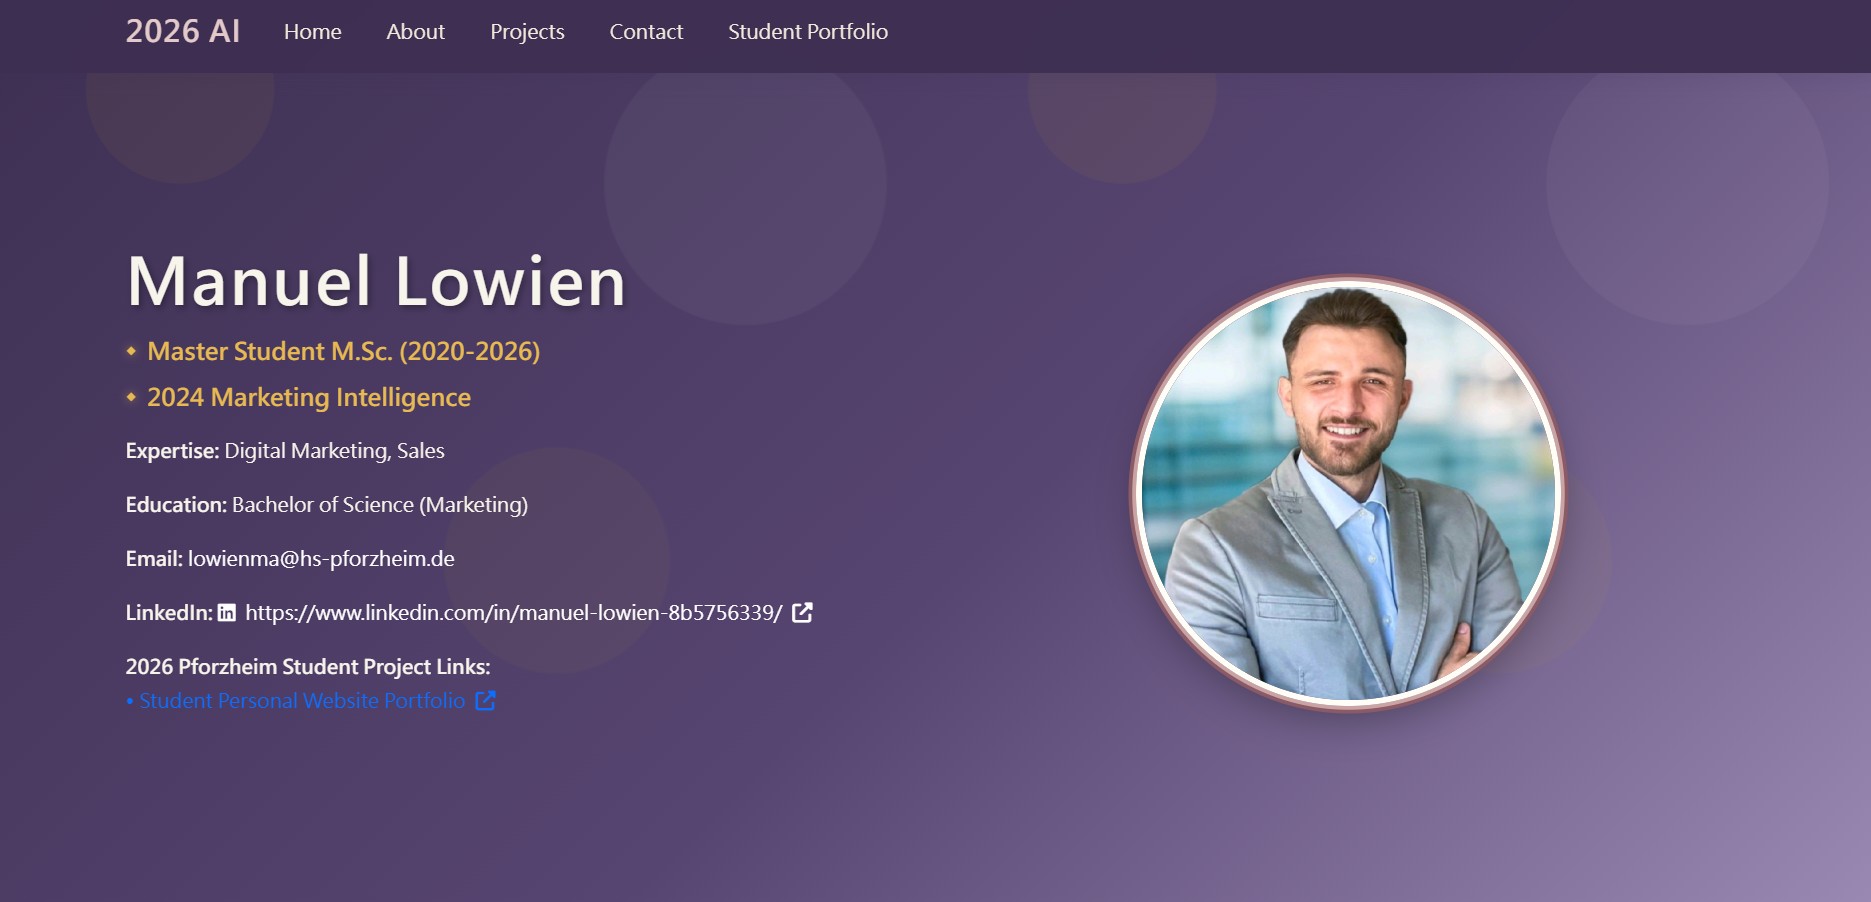 2026 AI Home About Projects Contact Student Portfolio
Manuel Lowien
Master Student M.Sc. (2020-2026)
2024 Marketing Intelligence
Expertise: Digital Marketing, Sales
Education: Bachelor of Science (Marketing)
Email: lowienma@hs-pforzheim.de
LinkedIn: in https://www.linkedin.com/in/manuel-lowien-8b5756339/
2026 Pforzheim Student Project Links:
• Student Personal Website Portfolio